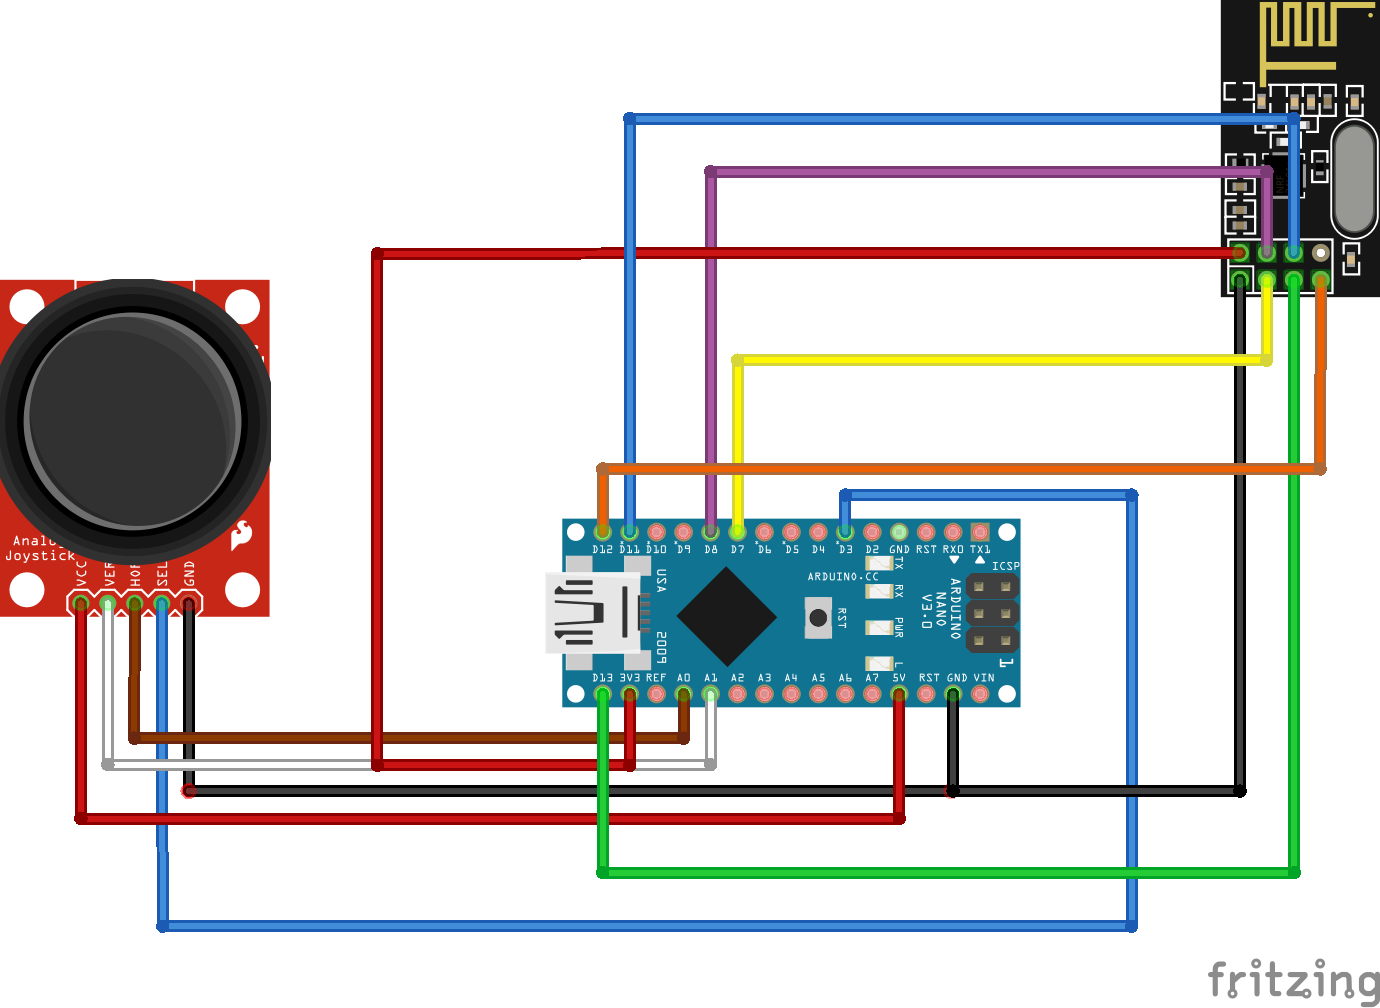 NRF
Analog
Joystick
VCC
VER
HOR
SEL
GND
D12 D11 D10 D9 D8 D7 D6 D5 D4 D3 D2 GND RST RX0 TX1
USA
ARDUINO.CC
TX
RX
PWR
L
RST
ICSP
ARDUINO
NANO
V3.0
1
2009
D13 3V3 REF A0 A1 A2 A3 A4 A5 A6 A7 5V RST GND VIN
fritzing